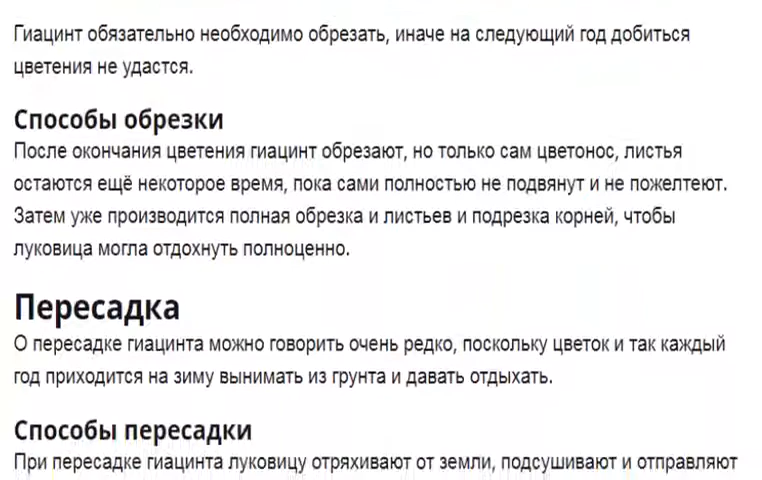 Гиацинт обязательно необходимо обрезать, иначе на следующий год добиться
цветения не удастся.
Способы обрезки
После окончания цветения гиацинт обрезают, но только сам цветонос, листья
остаются ещё некоторое время, пока сами полностью не подвянут и не пожелтеют.
Затем уже производится полная обрезка и листьев и подрезка корней, чтобы
луковица могла отдохнуть полноценно.
Пересадка
О пересадке гиацинта можно говорить очень редко, поскольку цветок и так каждый
год приходится на зиму вынимать из грунта и давать отдыхать.
Способы пересадки
При пересадке гиацинта луковицу отряхивают от земли, подсушивают и отправляют